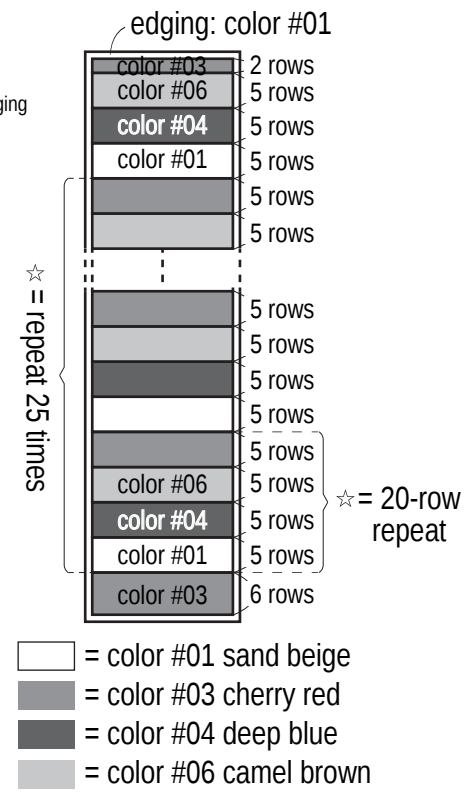 edging: color #01
color #03 2 rows
color #06 5 rows
color #04 5 rows
color #01 5 rows
5 rows
5 rows
5 rows
5 rows
5 rows
5 rows
5 rows
color #06 5 rows
color #04 5 rows
color #01 5 rows
color #03 6 rows
☆ = repeat 25 times
☆= 20-row
repeat
= color #01 sand beige
= color #03 cherry red
= color #04 deep blue
= color #06 camel brown